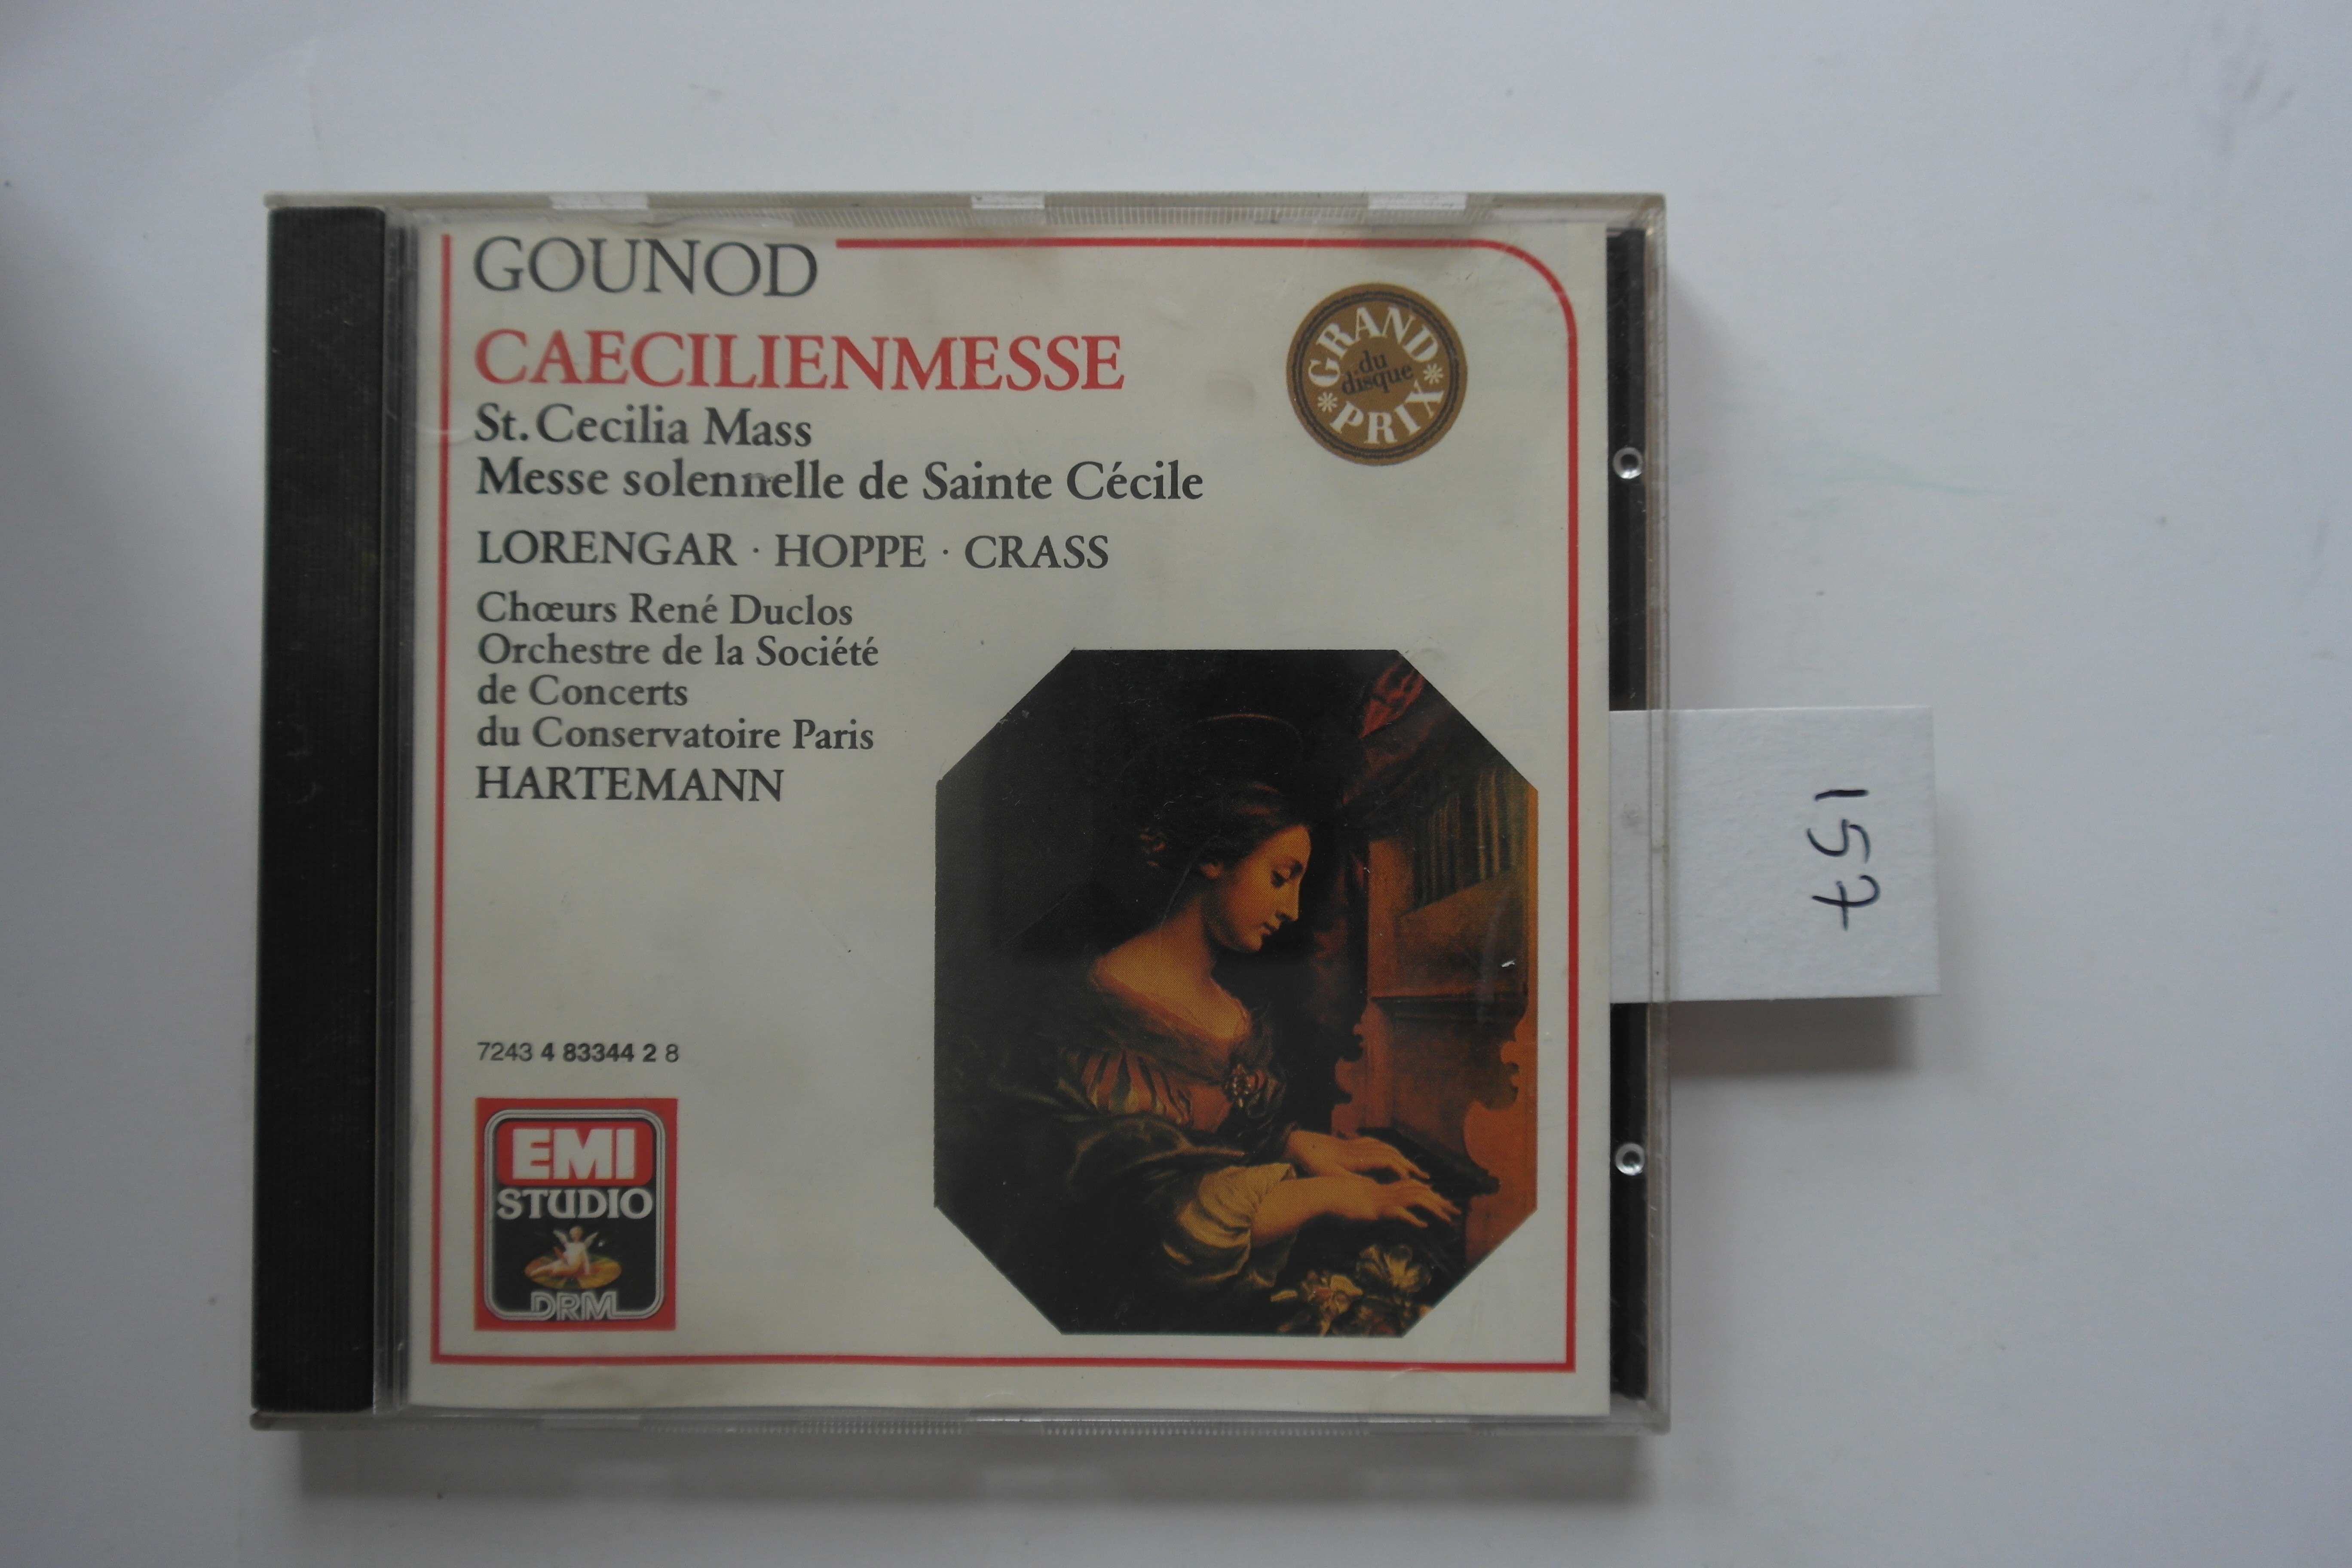 GOUNOD
CAECILIENMESSE
St. Cecilia Mass
Messe solennelle de Sainte Cécile
GRAND
du
disque
PRIX
LORENGAR · HOPPE · CRASS
Chœurs René Duclos
Orchestre de la Société
de Concerts
du Conservatoire Paris
HARTEMANN
7243 4 83344 2 8
EMI
STUDIO
DRM
157